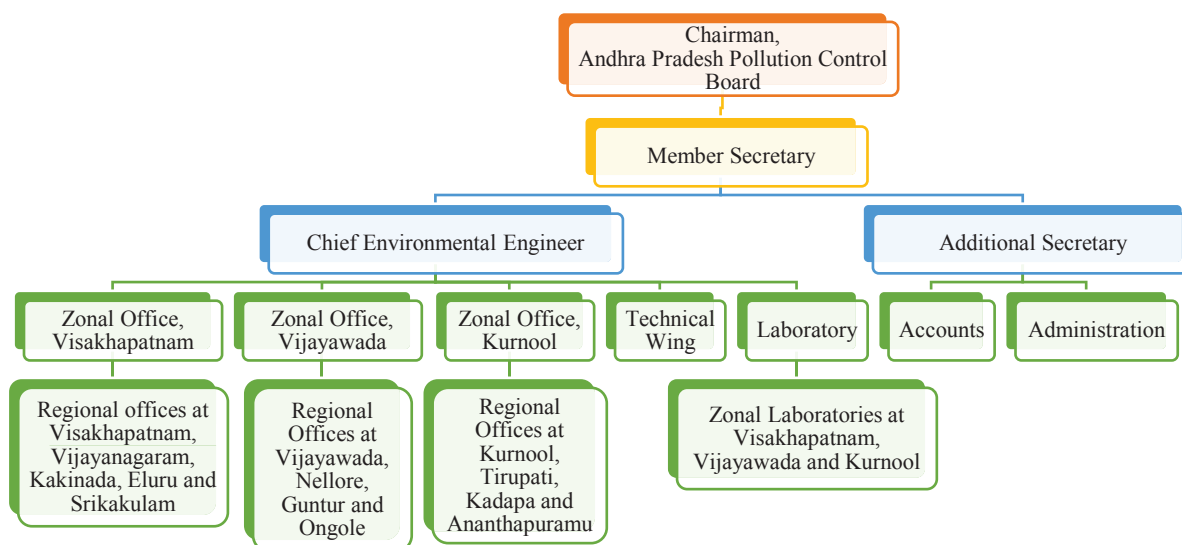 Chairman,
Andhra Pradesh Pollution Control
Board
Member Secretary
Chief Environmental Engineer
Additional Secretary
Zonal Office,
Visakhapatnam
Zonal Office,
Vijayawada
Zonal Office,
Kurnool
Technical
Wing
Laboratory
Accounts
Administration
Regional offices at
Visakhapatnam,
Vijayanagaram,
Kakinada, Eluru and
Srikakulam
Regional
Offices at
Vijayawada,
Nellore,
Guntur and
Ongole
Regional
Offices at
Kurnool,
Tirupati,
Kadapa and
Ananthapuramu
Zonal Laboratories at
Visakhapatnam,
Vijayawada and Kurnool